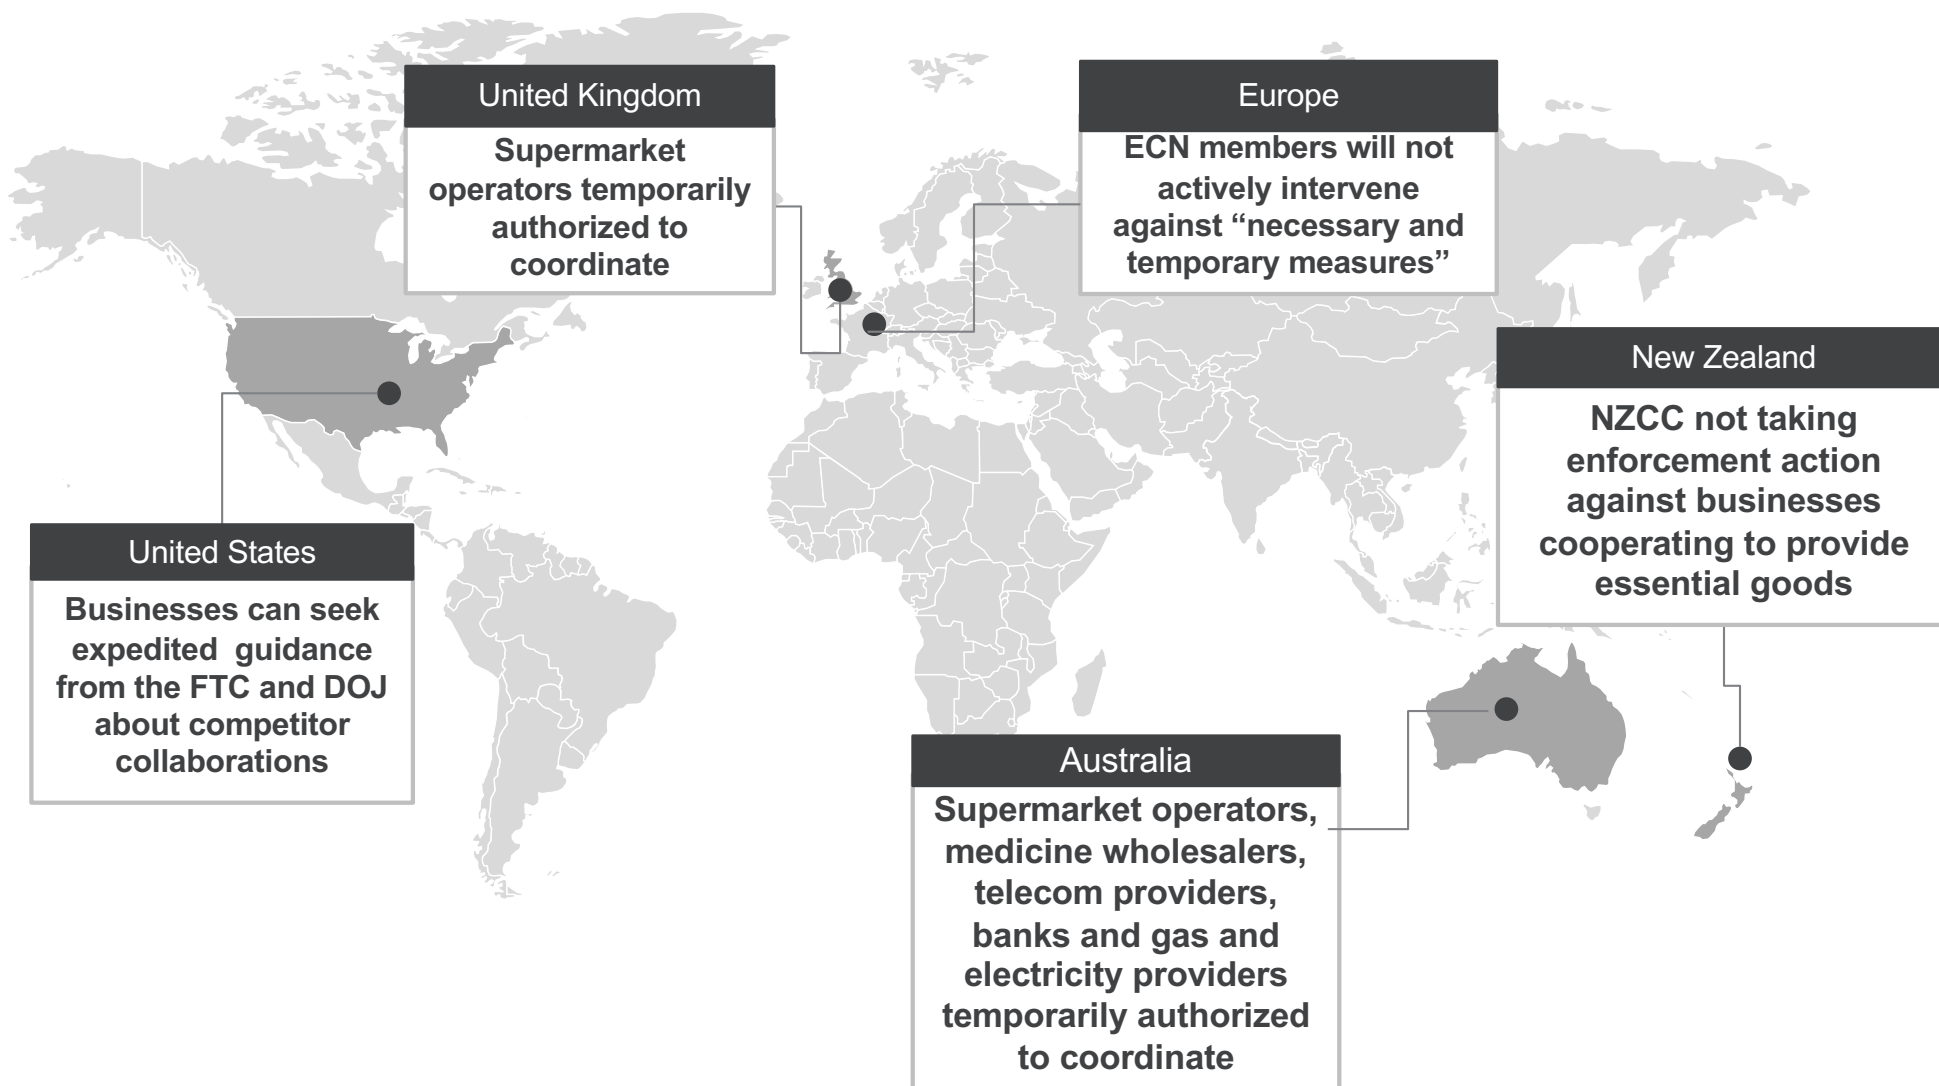 United Kingdom
Supermarket
operators temporarily
authorized to
coordinate
Europe
ECN members will not
actively intervene
against “necessary and
temporary measures”
New Zealand
NZCC not taking
enforcement action
against businesses
cooperating to provide
essential goods
United States
Businesses can seek
expedited  guidance
from the FTC and DOJ
about competitor
collaborations
Australia
Supermarket operators,
medicine wholesalers,
telecom providers,
banks and gas and
electricity providers
temporarily authorized
to coordinate